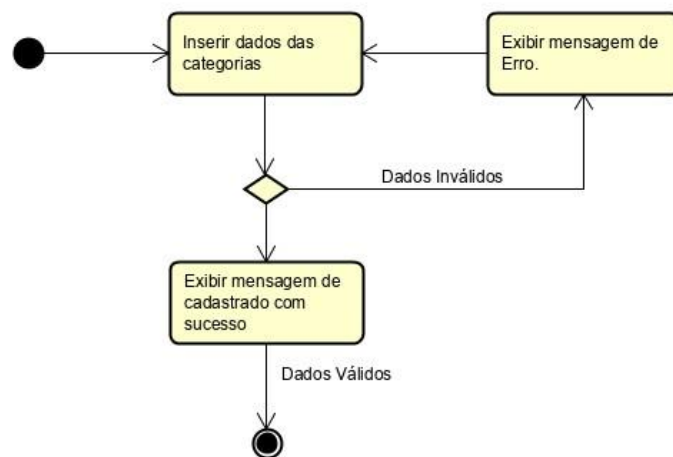 Inserir dados das
categorias
Exibir mensagem de
Erro.
Dados Inválidos
Exibir mensagem de
cadastrado com
sucesso
Dados Válidos